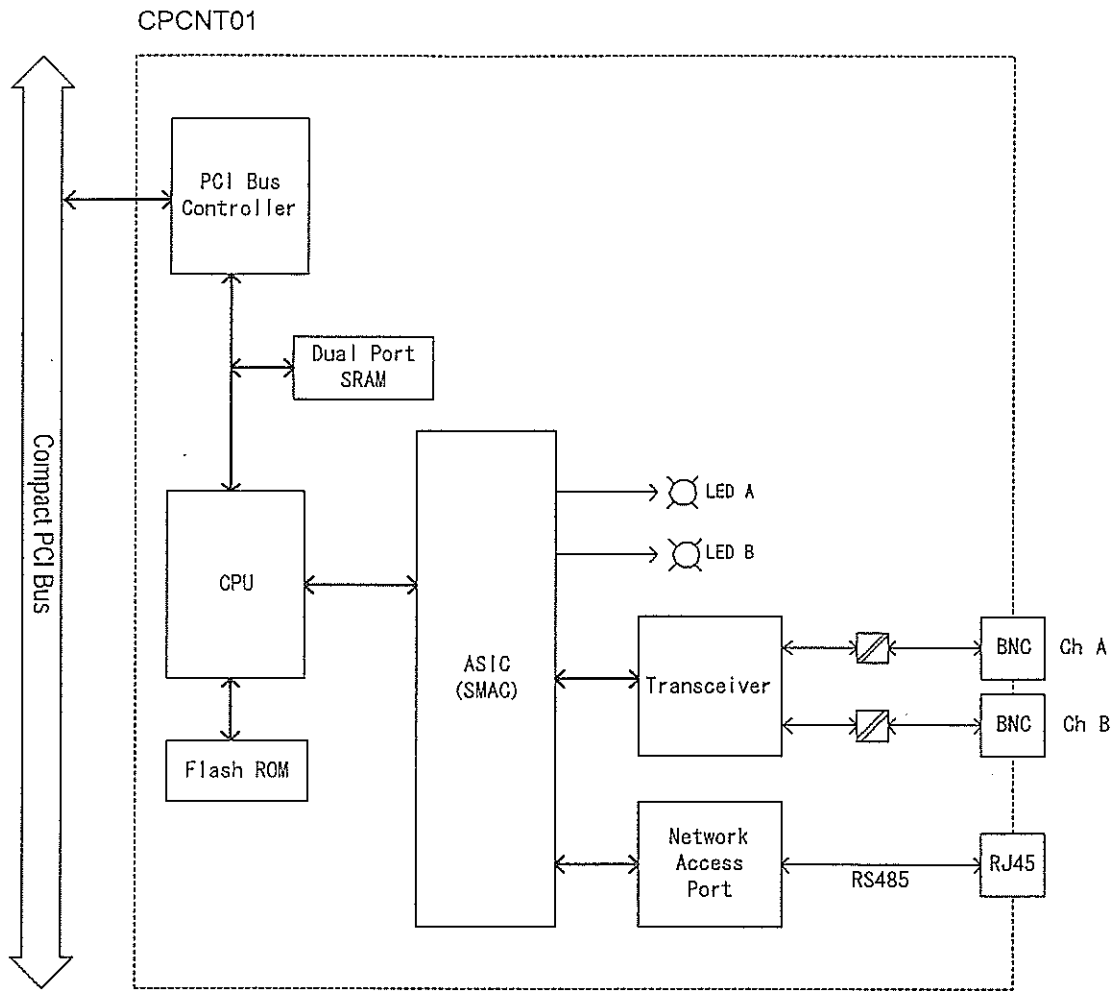 CPCNT01
PCI Bus
Controller
Dual Port
SRAM
Compact PCI Bus
LED A
LED B
CPU
ASIC
(SMAC)
Transceiver
BNC
Ch A
BNC
Ch B
Flash ROM
Network
Access
Port
RS485
RJ45